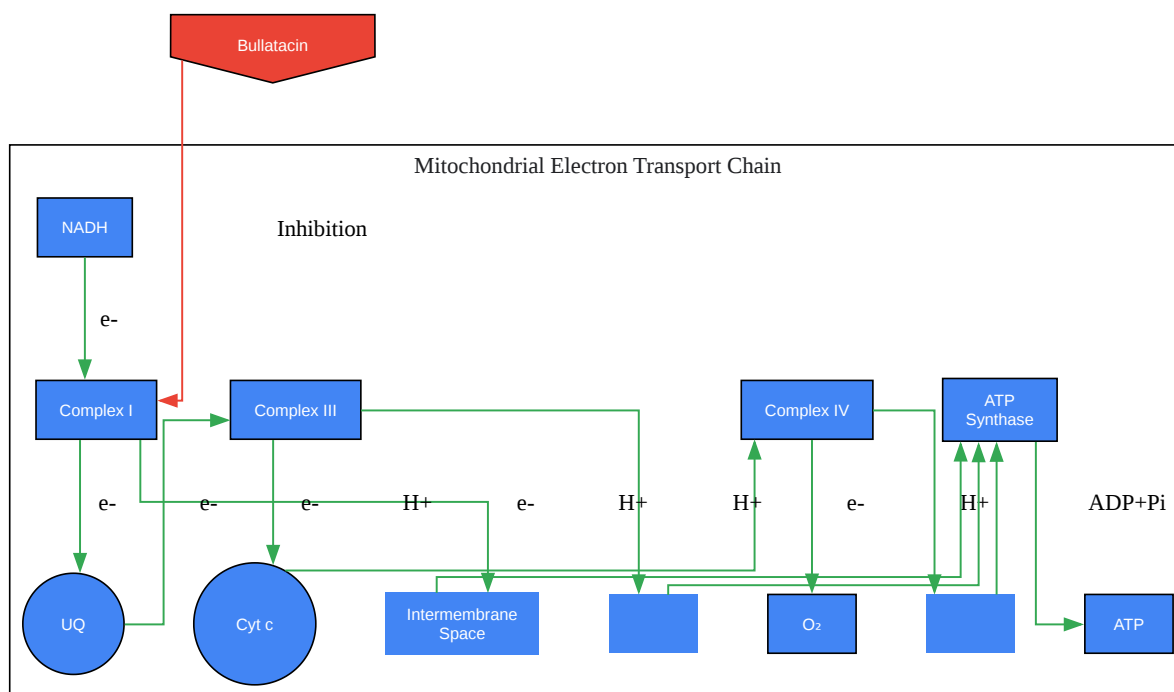 Bullatacin
Mitochondrial Electron Transport Chain
NADH
Inhibition
e-
Complex I
Complex III
Complex IV
ATP
Synthase
e-
e-
e-
H+
e-
H+
H+
e-
H+
ADP+Pi
UQ
Cyt c
Intermembrane
Space
O₂
ATP